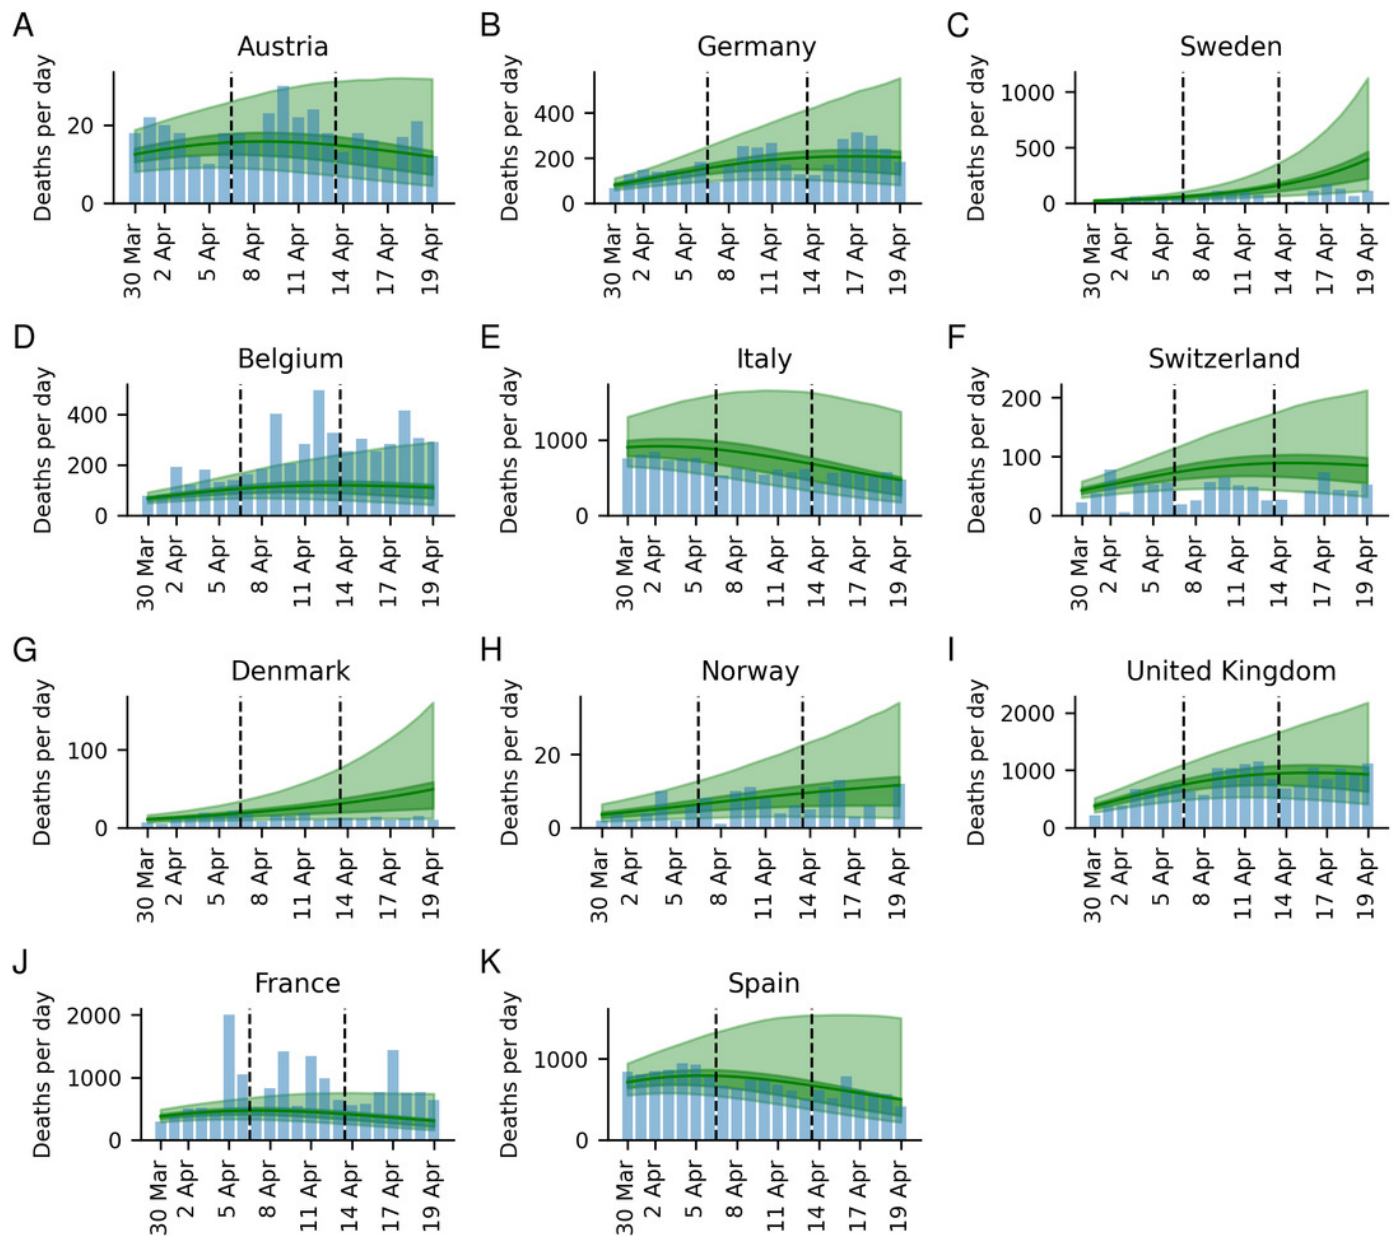 A
Austria
Deaths per day
20
0
30 Mar
2 Apr
5 Apr
8 Apr
11 Apr
14 Apr
17 Apr
19 Apr
B
Germany
Deaths per day
400
200
0
30 Mar
2 Apr
5 Apr
8 Apr
11 Apr
14 Apr
17 Apr
19 Apr
C
Sweden
Deaths per day
1000
500
0
30 Mar
2 Apr
5 Apr
8 Apr
11 Apr
14 Apr
17 Apr
19 Apr
D
Belgium
Deaths per day
400
200
0
30 Mar
2 Apr
5 Apr
8 Apr
11 Apr
14 Apr
17 Apr
19 Apr
E
Italy
Deaths per day
1000
0
30 Mar
2 Apr
5 Apr
8 Apr
11 Apr
14 Apr
17 Apr
19 Apr
F
Switzerland
Deaths per day
200
100
0
30 Mar
2 Apr
5 Apr
8 Apr
11 Apr
14 Apr
17 Apr
19 Apr
G
Denmark
Deaths per day
100
0
30 Mar
2 Apr
5 Apr
8 Apr
11 Apr
14 Apr
17 Apr
19 Apr
H
Norway
Deaths per day
20
0
30 Mar
2 Apr
5 Apr
8 Apr
11 Apr
14 Apr
17 Apr
19 Apr
I
United Kingdom
Deaths per day
2000
1000
0
30 Mar
2 Apr
5 Apr
8 Apr
11 Apr
14 Apr
17 Apr
19 Apr
J
France
Deaths per day
2000
1000
0
30 Mar
2 Apr
5 Apr
8 Apr
11 Apr
14 Apr
17 Apr
19 Apr
K
Spain
Deaths per day
1000
0
30 Mar
2 Apr
5 Apr
8 Apr
11 Apr
14 Apr
17 Apr
19 Apr